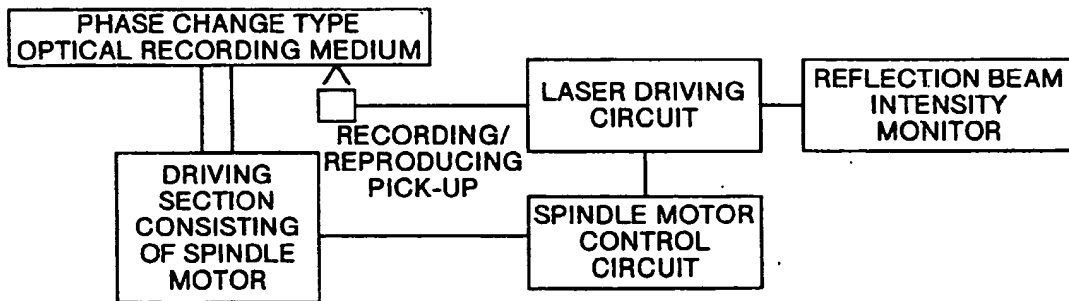 PHASE CHANGE TYPE
OPTICAL RECORDING MEDIUM
RECORDING/
REPRODUCING
PICK-UP
LASER DRIVING
CIRCUIT
REFLECTION BEAM
INTENSITY
MONITOR
DRIVING
SECTION
CONSISTING
OF SPINDLE
MOTOR
SPINDLE MOTOR
CONTROL
CIRCUIT